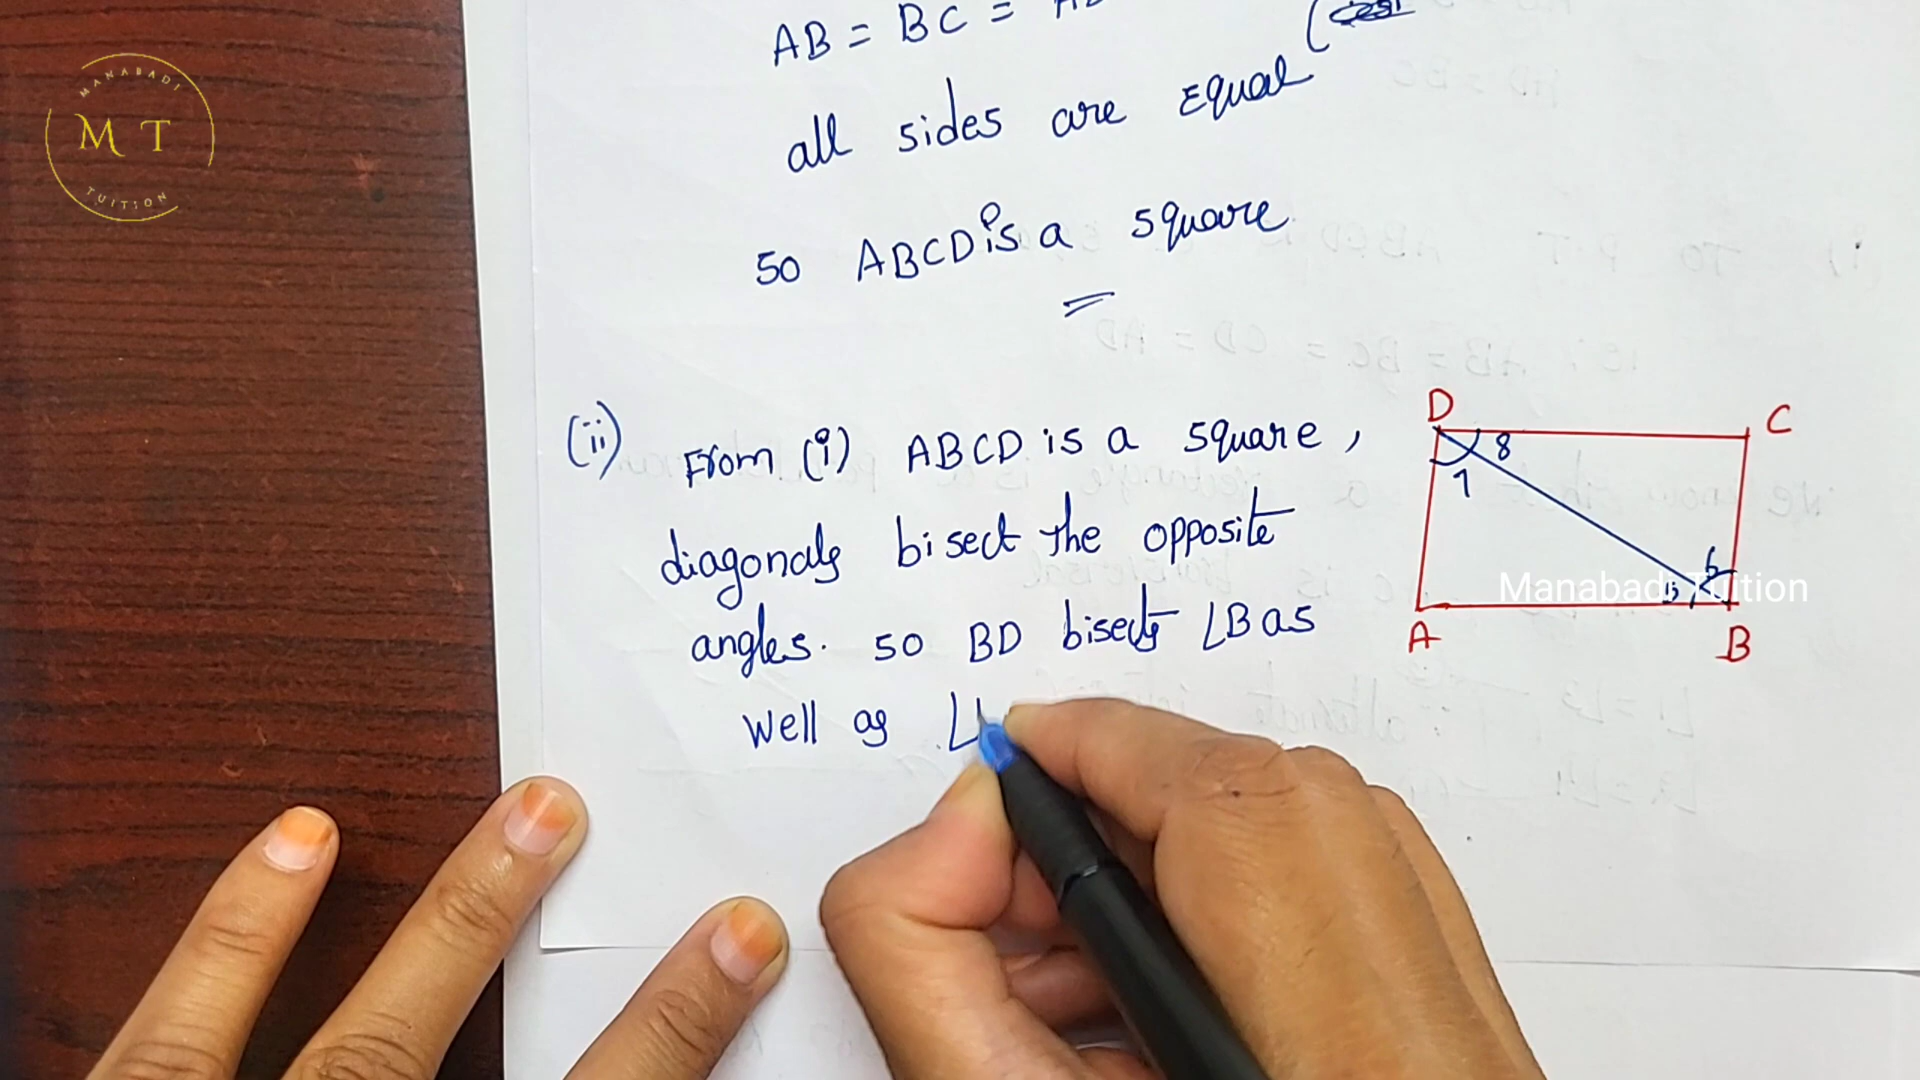 MANABADI
M T
TUITION
AB = BC =
all sides are Equal
so ABCD is a square
(ii) From (i) ABCD is a square,
diagonals bisect the opposite
angles. so BD bisects ∠B as
well as ∠
D
C
8
7
6
5
A
B
Manabadi Tuition